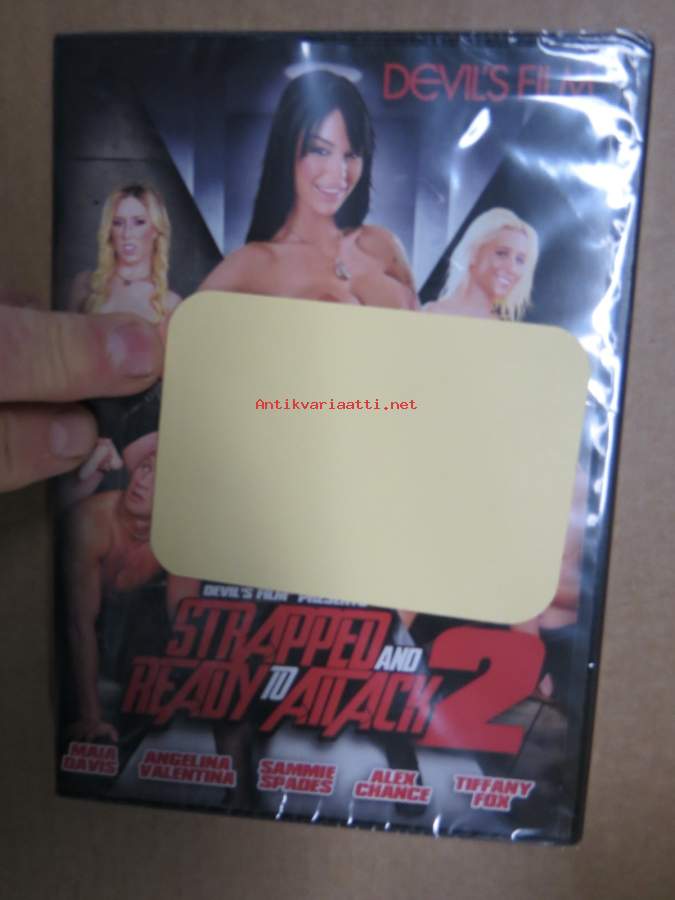 DEVIL'S FILM
Antikvariaatti.net
DEVIL'S FILM PRESENTS
STRAPPED AND
READY TO ATTACK 2
MAIA
DAVIS
ANGELINA
VALENTINA
SAMMIE
SPADES
ALEX
CHANCE
TIFFANY
FOX